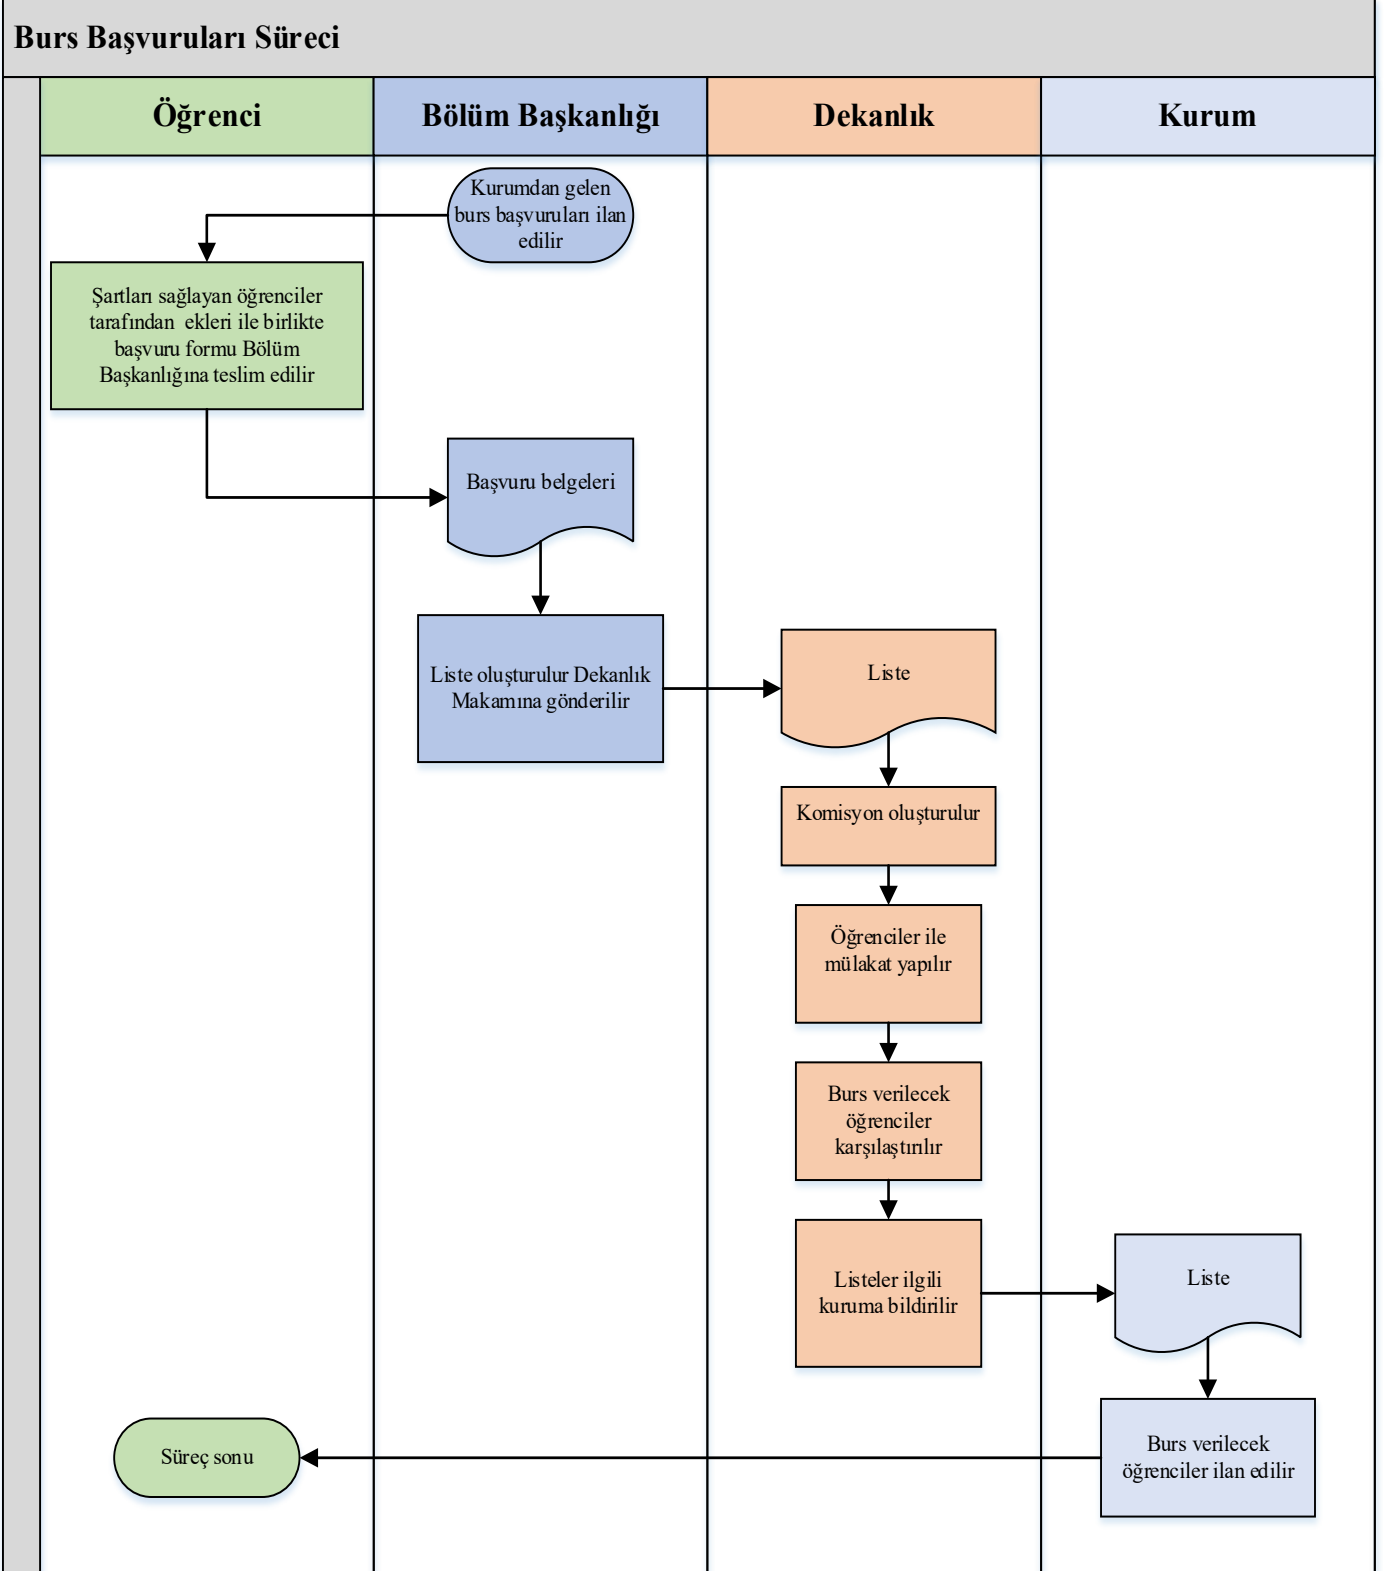 Burs Başvuruları Süreci
Öğrenci
Bölüm Başkanlığı
Dekanlık
Kurum
Kurumdan gelen
burs başvuruları ilan
edilir
Şartları sağlayan öğrenciler
tarafından ekleri ile birlikte
başvuru formu Bölüm
Başkanlığına teslim edilir
Başvuru belgeleri
Liste oluşturulur Dekanlık
Makamına gönderilir
Liste
Komisyon oluşturulur
Öğrenciler ile
mülakat yapılır
Burs verilecek
öğrenciler
karşılaştırılır
Listeler ilgili
kuruma bildirilir
Liste
Burs verilecek
öğrenciler ilan edilir
Süreç sonu